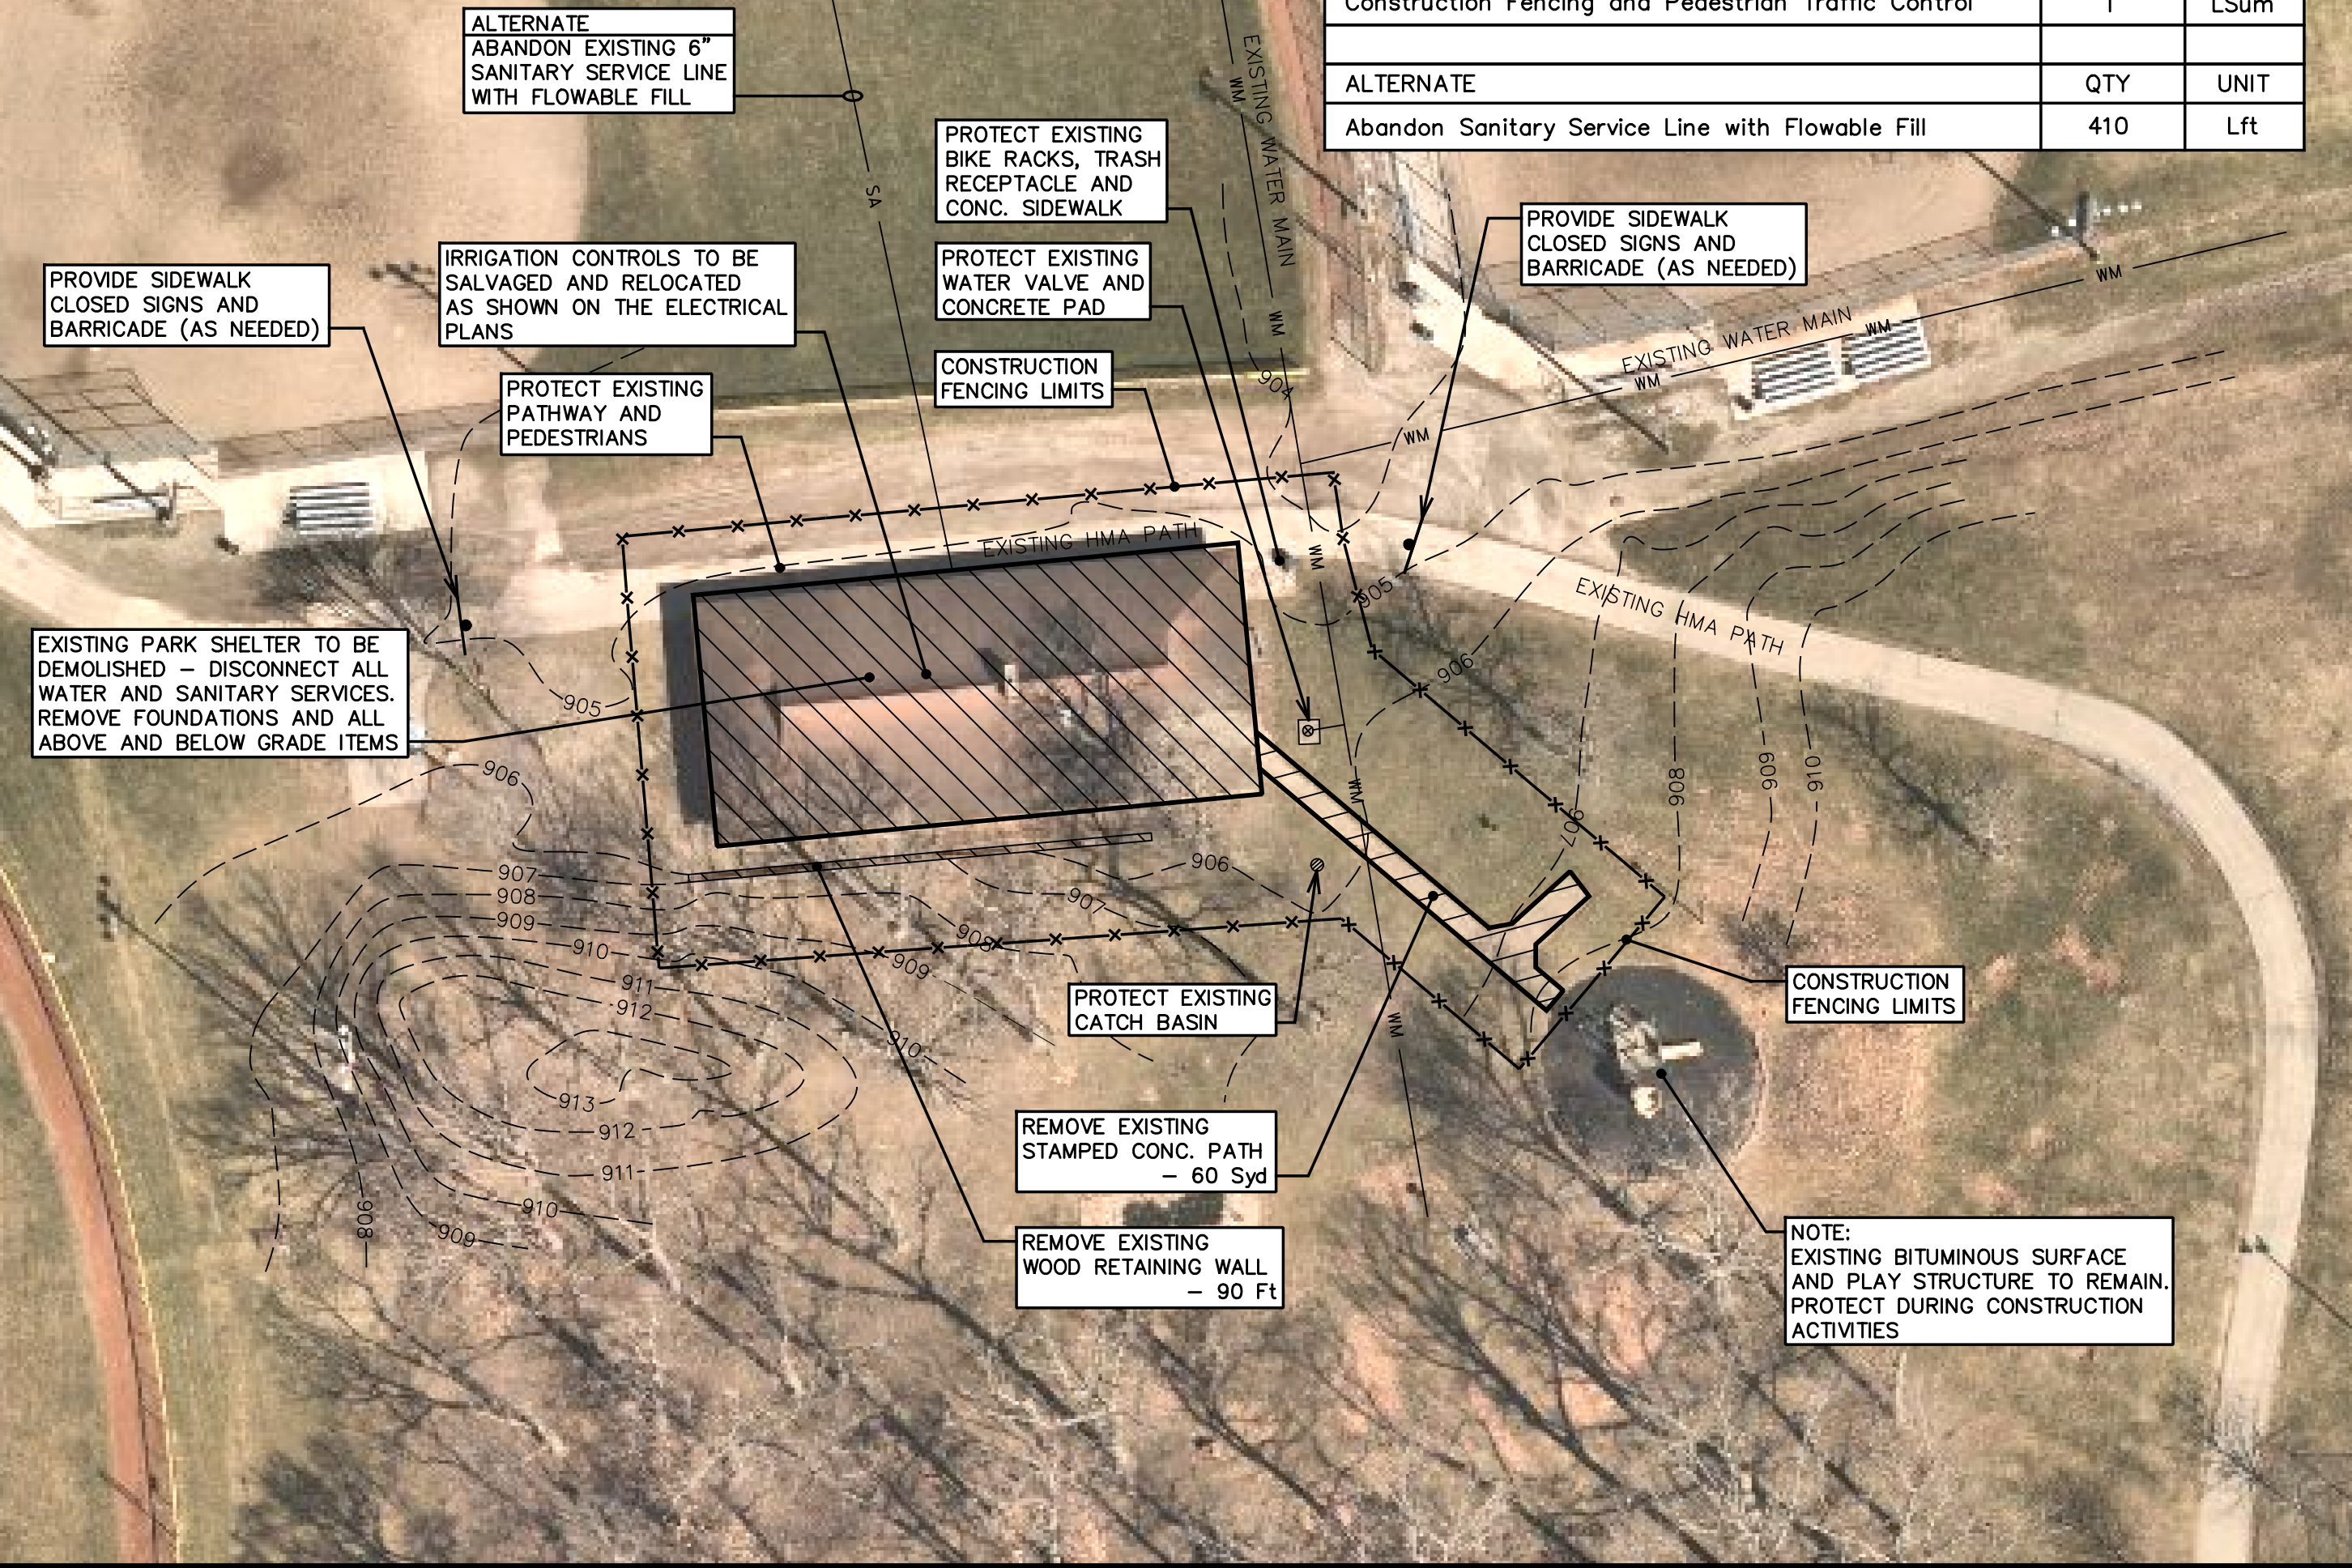 Construction Fencing and Pedestrian Traffic Control 1 LSum
ALTERNATE QTY UNIT
Abandon Sanitary Service Line with Flowable Fill 410 Lft
ALTERNATE
ABANDON EXISTING 6"
SANITARY SERVICE LINE
WITH FLOWABLE FILL
SA
WM
EXISTING WATER MAIN
WM
PROTECT EXISTING
BIKE RACKS, TRASH
RECEPTACLE AND
CONC. SIDEWALK
PROTECT EXISTING
WATER VALVE AND
CONCRETE PAD
CONSTRUCTION
FENCING LIMITS
PROVIDE SIDEWALK
CLOSED SIGNS AND
BARRICADE (AS NEEDED)
PROVIDE SIDEWALK
CLOSED SIGNS AND
BARRICADE (AS NEEDED)
IRRIGATION CONTROLS TO BE
SALVAGED AND RELOCATED
AS SHOWN ON THE ELECTRICAL
PLANS
PROTECT EXISTING
PATHWAY AND
PEDESTRIANS
WM
EXISTING WATER MAIN
WM
WM
WM
904
EXISTING HMA PATH
WM
905
EXISTING HMA PATH
EXISTING PARK SHELTER TO BE
DEMOLISHED – DISCONNECT ALL
WATER AND SANITARY SERVICES.
REMOVE FOUNDATIONS AND ALL
ABOVE AND BELOW GRADE ITEMS
905
906
906
WM
907
908
909
910
907
908
909
910
911
912
913
912
911
910
909
908
906
907
908
909
910
WM
PROTECT EXISTING
CATCH BASIN
CONSTRUCTION
FENCING LIMITS
REMOVE EXISTING
STAMPED CONC. PATH
– 60 Syd
REMOVE EXISTING
WOOD RETAINING WALL
– 90 Ft
NOTE:
EXISTING BITUMINOUS SURFACE
AND PLAY STRUCTURE TO REMAIN.
PROTECT DURING CONSTRUCTION
ACTIVITIES